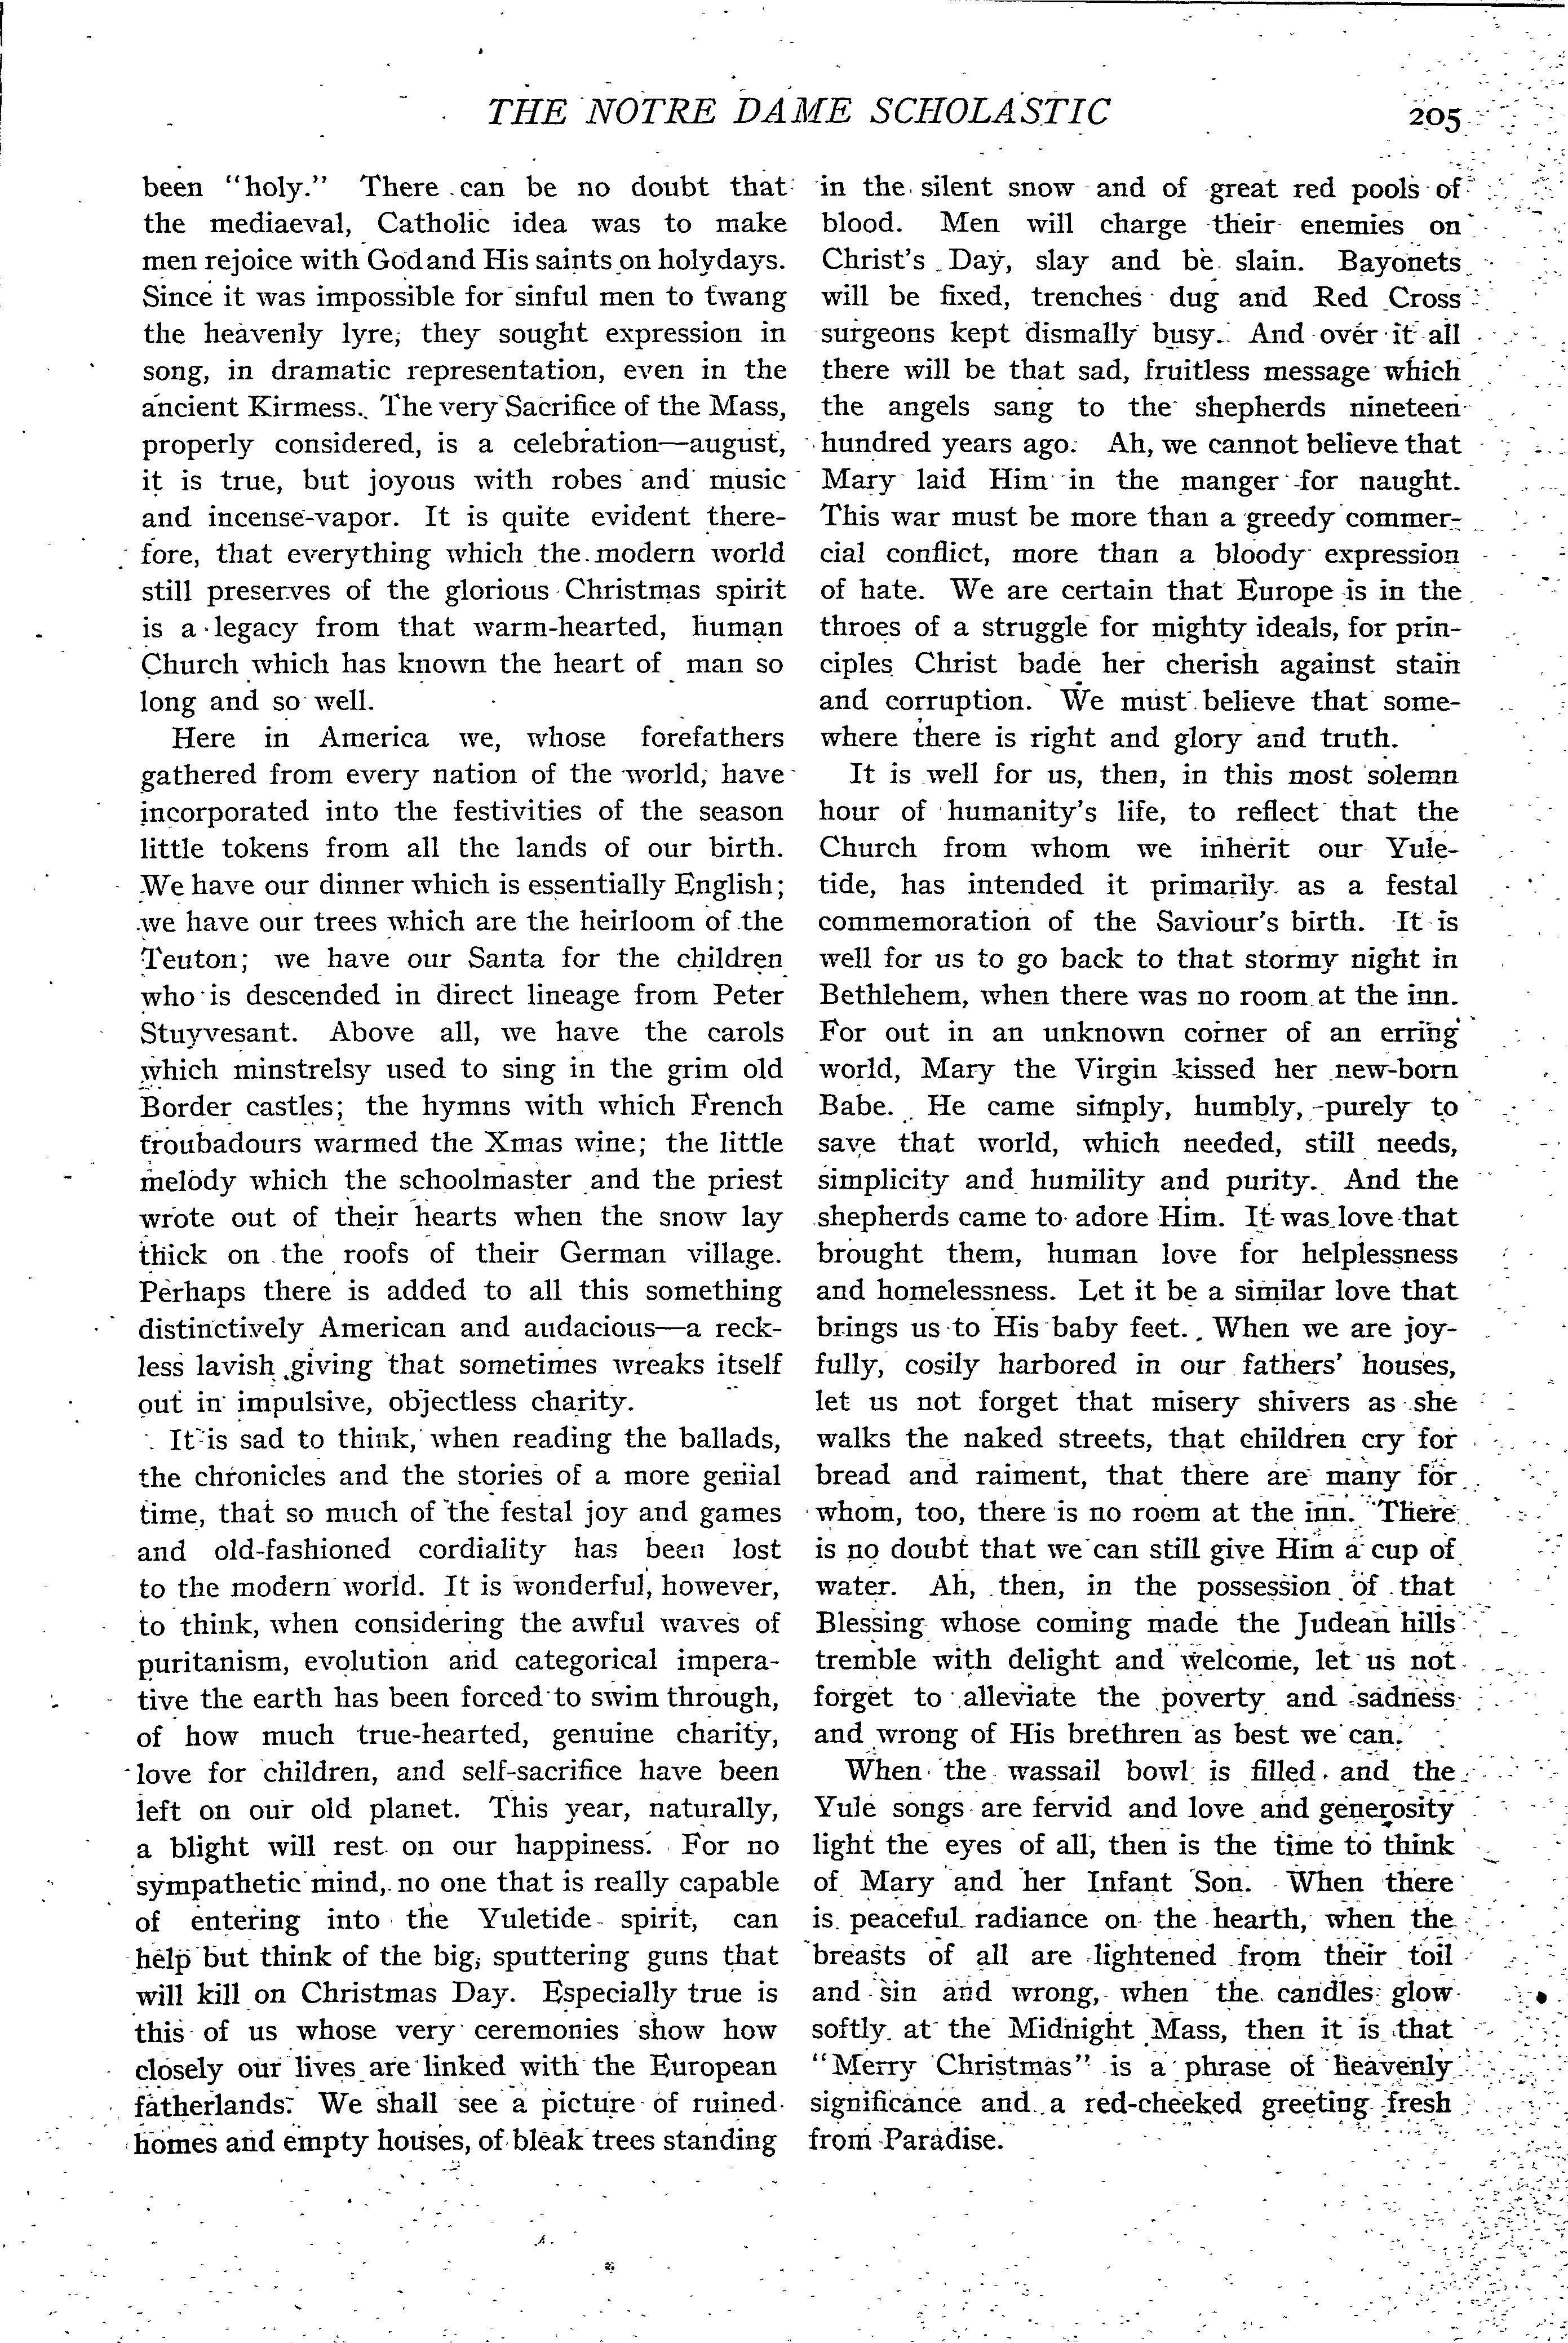 THE NOTRE DAME SCHOLASTIC 205
been "holy." There can be no doubt that
the mediaeval, Catholic idea was to make
men rejoice with God and His saints on holydays.
Since it was impossible for sinful men to twang
the heavenly lyre, they sought expression in
song, in dramatic representation, even in the
ancient Kirmess. The very Sacrifice of the Mass,
properly considered, is a celebration—august,
it is true, but joyous with robes and music
and incense-vapor. It is quite evident there-
fore, that everything which the modern world
still preserves of the glorious Christmas spirit
is a legacy from that warm-hearted, human
Church which has known the heart of man so
long and so well.
Here in America we, whose forefathers
gathered from every nation of the world, have
incorporated into the festivities of the season
little tokens from all the lands of our birth.
We have our dinner which is essentially English;
we have our trees which are the heirloom of the
Teuton; we have our Santa for the children
who is descended in direct lineage from Peter
Stuyvesant. Above all, we have the carols
which minstrelsy used to sing in the grim old
Border castles; the hymns with which French
troubadours warmed the Xmas wine; the little
melody which the schoolmaster and the priest
wrote out of their hearts when the snow lay
thick on the roofs of their German village.
Perhaps there is added to all this something
distinctively American and audacious—a reck-
less lavish giving that sometimes wreaks itself
out in impulsive, objectless charity.
It is sad to think, when reading the ballads,
the chronicles and the stories of a more genial
time, that so much of the festal joy and games
and old-fashioned cordiality has been lost
to the modern world. It is wonderful, however,
to think, when considering the awful waves of
puritanism, evolution and categorical impera-
tive the earth has been forced to swim through,
of how much true-hearted, genuine charity,
love for children, and self-sacrifice have been
left on our old planet. This year, naturally,
a blight will rest on our happiness. For no
sympathetic mind, no one that is really capable
of entering into the Yuletide spirit, can
help but think of the big, sputtering guns that
will kill on Christmas Day. Especially true is
this of us whose very ceremonies show how
closely our lives are linked with the European
fatherlands. We shall see a picture of ruined
homes and empty houses, of bleak trees standing
in the silent snow and of great red pools of
blood. Men will charge their enemies on
Christ's Day, slay and be slain. Bayonets
will be fixed, trenches dug and Red Cross
surgeons kept dismally busy. And over it all
there will be that sad, fruitless message which
the angels sang to the shepherds nineteen
hundred years ago. Ah, we cannot believe that
Mary laid Him in the manger for naught.
This war must be more than a greedy commer-
cial conflict, more than a bloody expression
of hate. We are certain that Europe is in the
throes of a struggle for mighty ideals, for prin-
ciples Christ bade her cherish against stain
and corruption. We must believe that some-
where there is right and glory and truth.
It is well for us, then, in this most solemn
hour of humanity's life, to reflect that the
Church from whom we inherit our Yule-
tide, has intended it primarily as a festal
commemoration of the Saviour's birth. It is
well for us to go back to that stormy night in
Bethlehem, when there was no room at the inn.
For out in an unknown corner of an erring
world, Mary the Virgin kissed her new-born
Babe. He came simply, humbly, purely to
save that world, which needed, still needs,
simplicity and humility and purity. And the
shepherds came to adore Him. It was love that
brought them, human love for helplessness
and homelessness. Let it be a similar love that
brings us to His baby feet. When we are joy-
fully, cosily harbored in our fathers' houses,
let us not forget that misery shivers as she
walks the naked streets, that children cry for
bread and raiment, that there are many for
whom, too, there is no room at the inn. There
is no doubt that we can still give Him a cup of
water. Ah, then, in the possession of that
Blessing whose coming made the Judean hills
tremble with delight and welcome, let us not
forget to alleviate the poverty and sadness
and wrong of His brethren as best we can.
When the wassail bowl is filled and the
Yule songs are fervid and love and generosity
light the eyes of all, then is the time to think
of Mary and her Infant Son. When there
is peaceful radiance on the hearth, when the
breasts of all are lightened from their toil
and sin and wrong, when the candles glow
softly at the Midnight Mass, then it is that
"Merry Christmas" is a phrase of heavenly
significance and a red-cheeked greeting fresh
from Paradise.